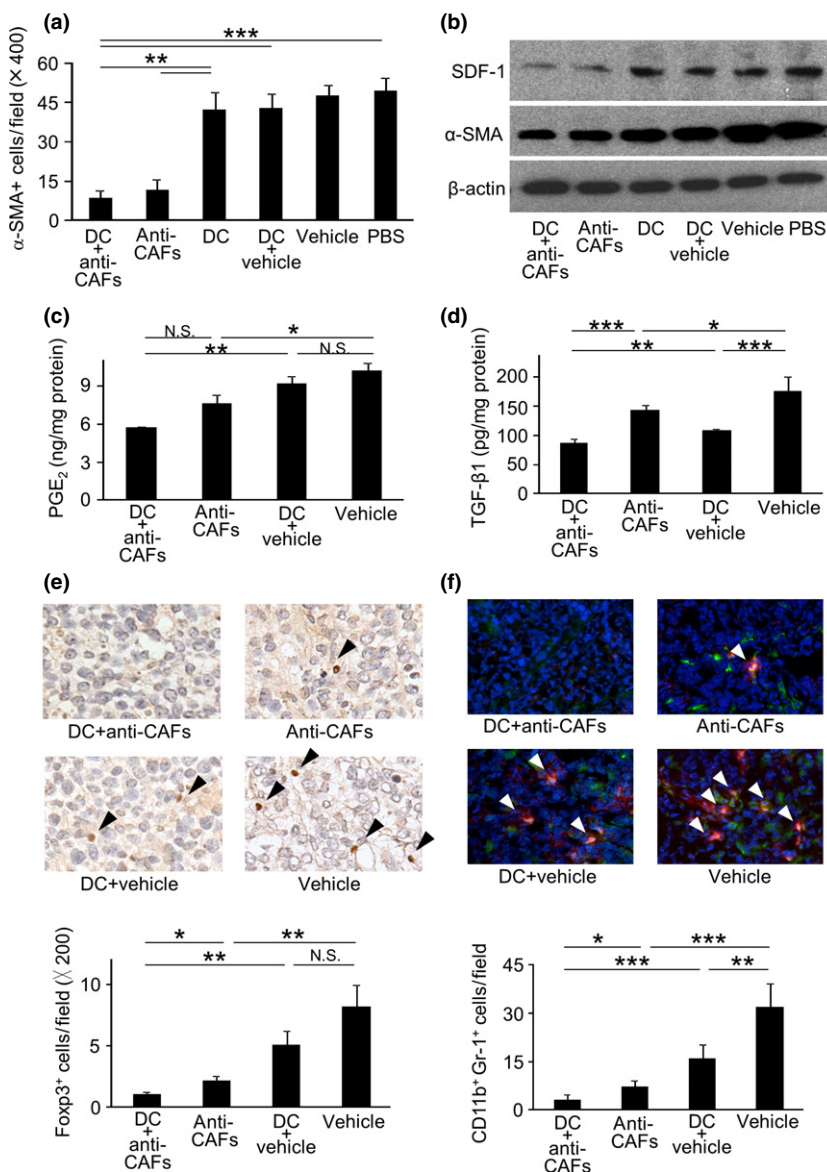 (a)
***
**
α-SMA+ cells/field (× 400)
60
45
30
15
0
DC
+
anti-
CAFs
Anti-
CAFs
DC
DC
+
vehicle
Vehicle
PBS
(b)
SDF-1
α-SMA
β-actin
DC
+
anti-
CAFs
Anti-
CAFs
DC
DC
+
vehicle
Vehicle
PBS
(c)
N.S.
*
**
N.S.
PGE2 (ng/mg protein)
9
6
3
0
DC
+
anti-
CAFs
Anti-
CAFs
DC
+
vehicle
Vehicle
(d)
***
*
**
***
TGF-β1 (pg/mg protein)
200
150
100
50
0
DC
+
anti-
CAFs
Anti-
CAFs
DC
+
vehicle
Vehicle
(e)
DC+anti-CAFs
Anti-CAFs
DC+vehicle
Vehicle
*
**
**
N.S.
Foxp3+ cells/field (× 200)
10
5
0
DC
+
anti-
CAFs
Anti-
CAFs
DC
+
vehicle
Vehicle
(f)
DC+anti-CAFs
Anti-CAFs
DC+vehicle
Vehicle
*
***
***
**
CD11b+ Gr-1+ cells/field
45
30
15
0
DC
+
anti-
CAFs
Anti-
CAFs
DC
+
vehicle
Vehicle